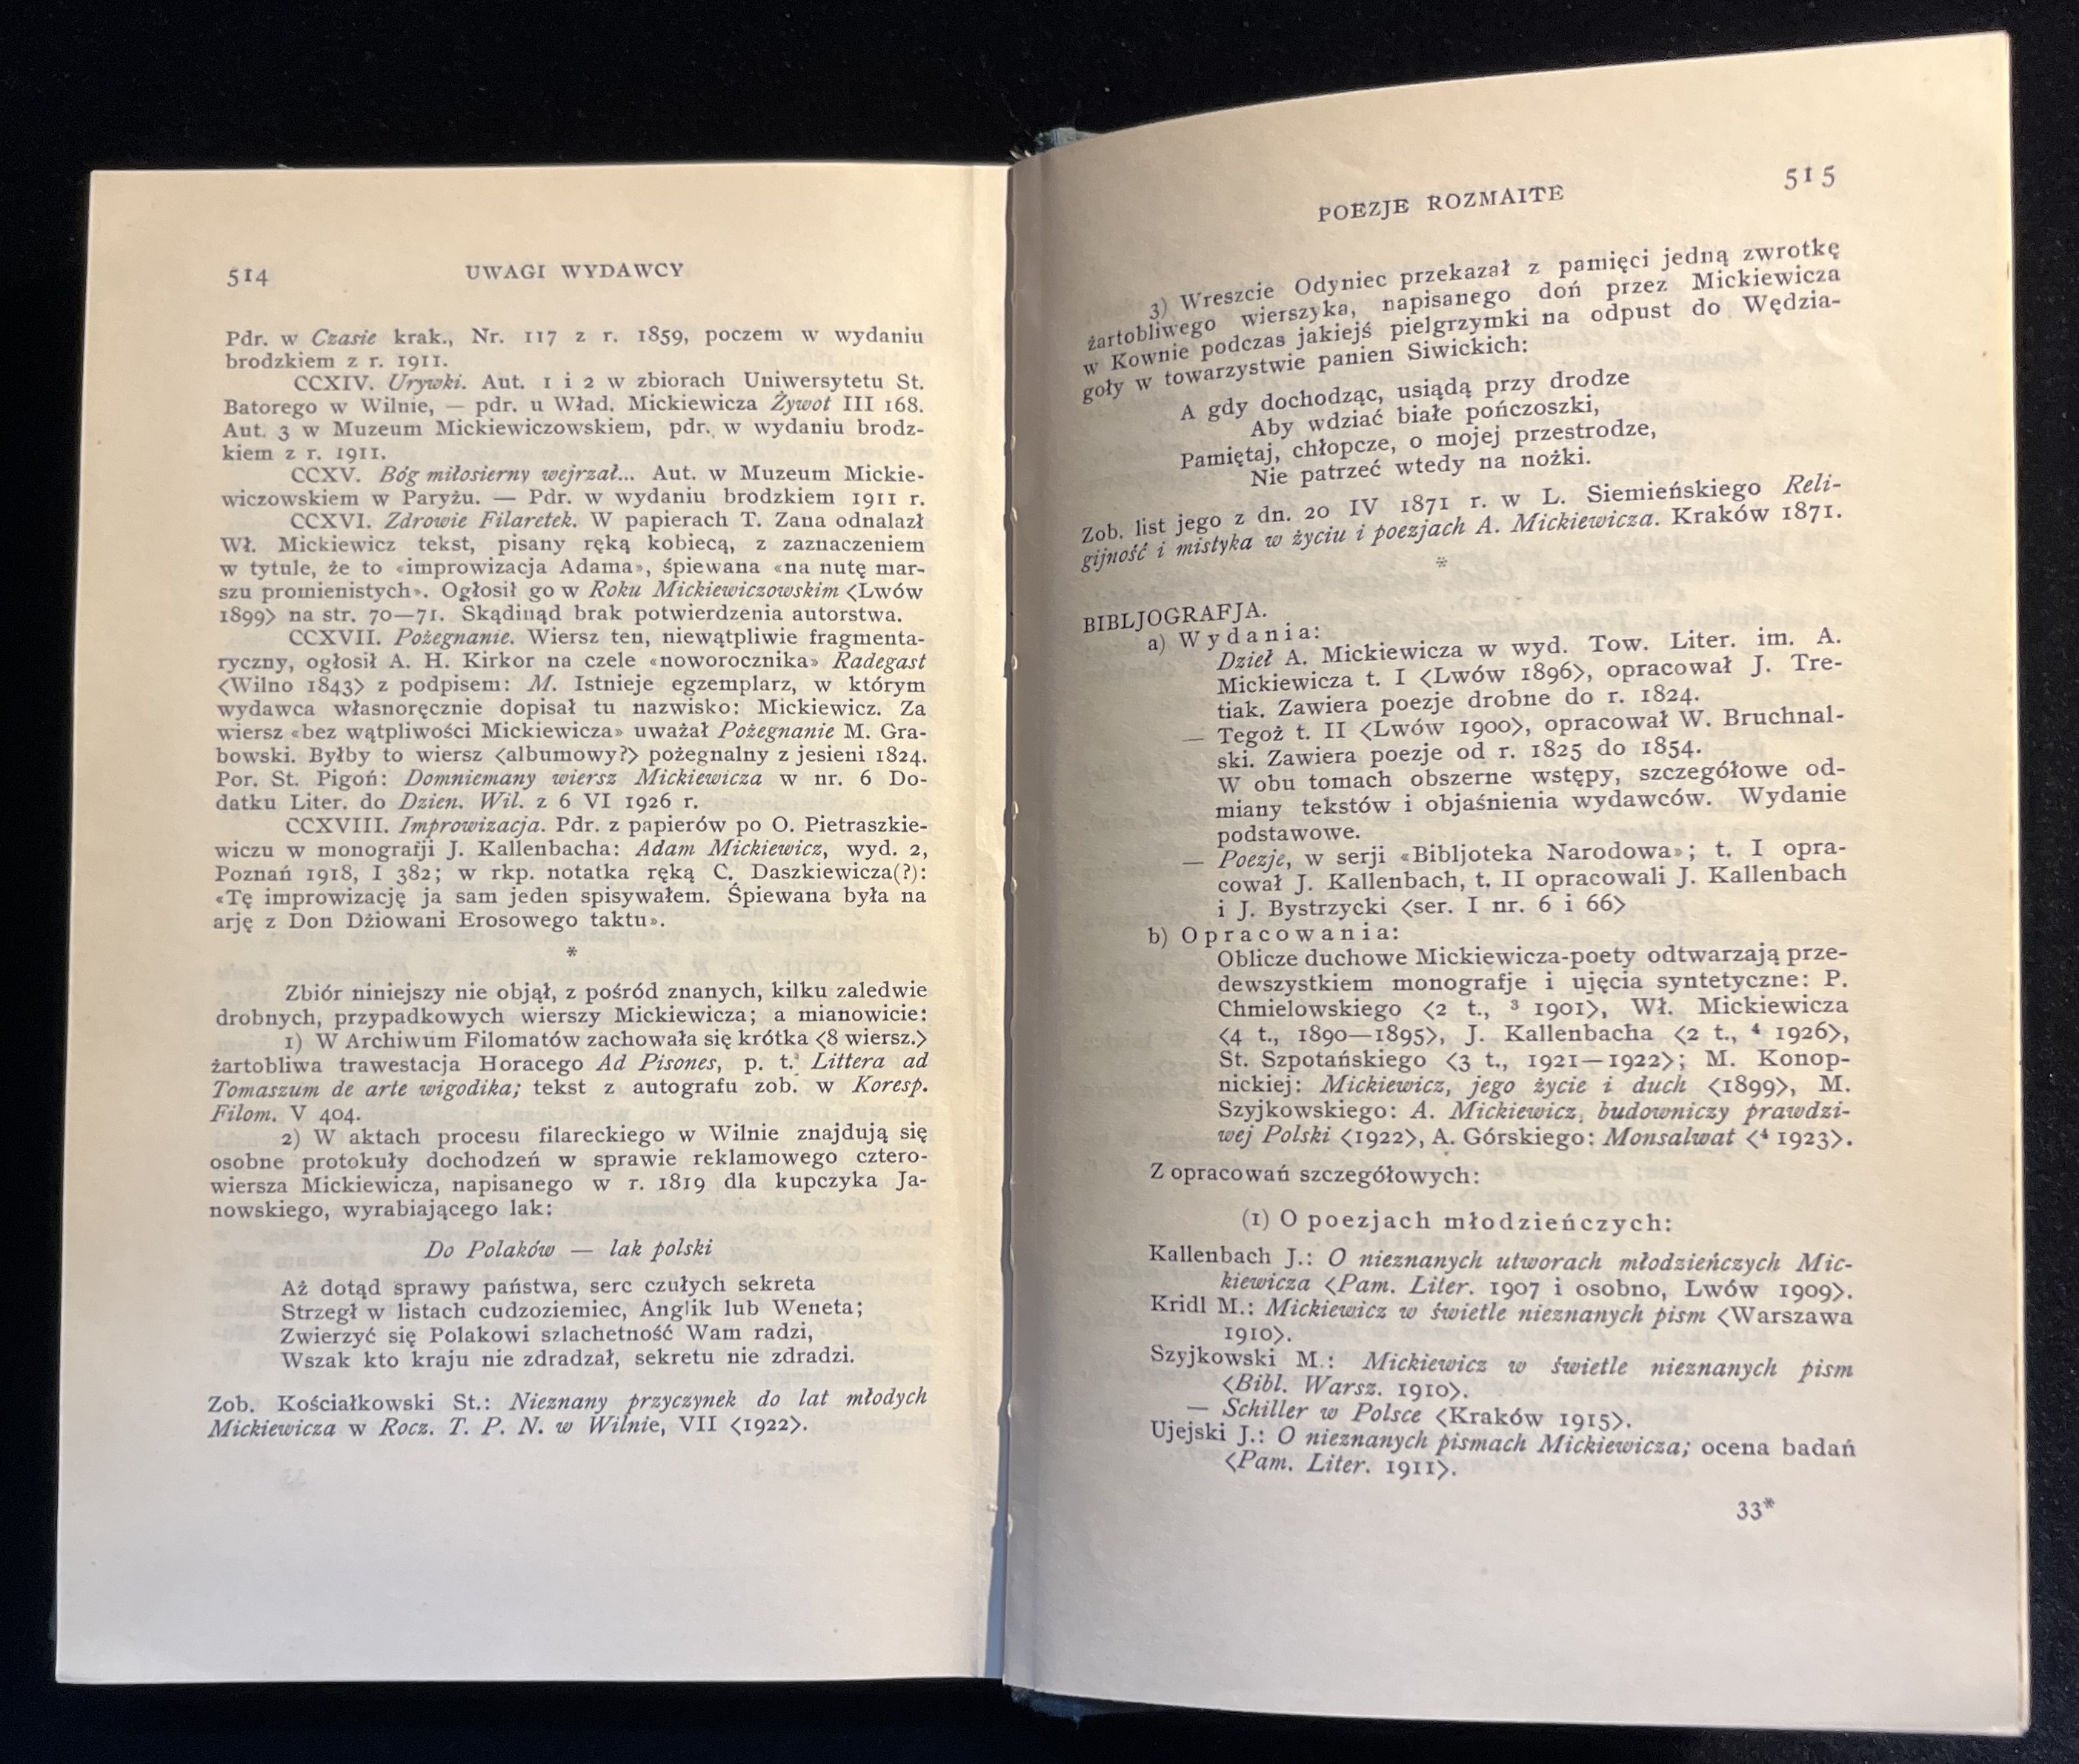 514
UWAGI WYDAWCY
Pdr. w Czasie krak., Nr. 117 z r. 1859, poczem w wydaniu
brodzkiem z r. 1911.
CCXIV. Urywki. Aut. 1 i 2 w zbiorach Uniwersytetu St.
Batorego w Wilnie, — pdr. u Wład. Mickiewicza Żywot III 168.
Aut. 3 w Muzeum Mickiewiczowskiem, pdr. w wydaniu brodz-
kiem z r. 1911.
CCXV. Bóg miłosierny wejrzał... Aut. w Muzeum Mickie-
wiczowskiem w Paryżu. — Pdr. w wydaniu brodzkiem 1911 r.
CCXVI. Zdrowie Filaretek. W papierach T. Zana odnalazł
Wł. Mickiewicz tekst, pisany ręką kobiecą, z zaznaczeniem
w tytule, że to «improwizacja Adama», śpiewana «na nutę mar-
szu promienistych». Ogłosił go w Roku Mickiewiczowskim <Lwów
1899> na str. 70—71. Skądinąd brak potwierdzenia autorstwa.
CCXVII. Pożegnanie. Wiersz ten, niewątpliwie fragmenta-
ryczny, ogłosił A. H. Kirkor na czele «noworocznika» Radegast
<Wilno 1843> z podpisem: M. Istnieje egzemplarz, w którym
wydawca własnoręcznie dopisał tu nazwisko: Mickiewicz. Za
wiersz «bez wątpliwości Mickiewicza» uważał Pożegnanie M. Gra-
bowski. Byłby to wiersz <albumowy?> pożegnalny z jesieni 1824.
Por. St. Pigoń: Domniemany wiersz Mickiewicza w nr. 6 Do-
datku Liter. do Dzien. Wil. z 6 VI 1926 r.
CCXVIII. Improwizacja. Pdr. z papierów po O. Pietraszkie-
wiczu w monografji J. Kallenbacha: Adam Mickiewicz, wyd. 2,
Poznań 1918, I 382; w rkp. notatka ręką C. Daszkiewicza(?):
«Tę improwizację ja sam jeden spisywałem. Śpiewana była na
arję z Don Dżiowani Erosowego taktu».
*
Zbiór niniejszy nie objął, z pośród znanych, kilku zaledwie
drobnych, przypadkowych wierszy Mickiewicza; a mianowicie:
1) W Archiwum Filomatów zachowała się krótka <8 wiersz.>
żartobliwa trawestacja Horacego Ad Pisones, p. t. Littera ad
Tomaszum de arte wigodika; tekst z autografu zob. w Koresp.
Filom. V 404.
2) W aktach procesu filareckiego w Wilnie znajdują się
osobne protokuły dochodzeń w sprawie reklamowego cztero-
wiersza Mickiewicza, napisanego w r. 1819 dla kupczyka Ja-
nowskiego, wyrabiającego lak:
Do Polaków — lak polski
Aż dotąd sprawy państwa, serc czułych sekreta
Strzegł w listach cudzoziemiec, Anglik lub Weneta;
Zwierzyć się Polakowi szlachetność Wam radzi,
Wszak kto kraju nie zdradzał, sekretu nie zdradzi.
Zob. Kościałkowski St.: Nieznany przyczynek do lat młodych
Mickiewicza w Rocz. T. P. N. w Wilnie, VII <1922>.
POEZJE ROZMAITE
515
3) Wreszcie Odyniec przekazał z pamięci jedną zwrotkę
żartobliwego wierszyka, napisanego doń przez Mickiewicza
w Kownie podczas jakiejś pielgrzymki na odpust do Wędzia-
goły w towarzystwie panien Siwickich:
A gdy dochodząc, usiądą przy drodze
Aby wdziać białe pończoszki,
Pamiętaj, chłopcze, o mojej przestrodze,
Nie patrzeć wtedy na nożki.
Zob. list jego z dn. 20 IV 1871 r. w L. Siemieńskiego Reli-
gijność i mistyka w życiu i poezjach A. Mickiewicza. Kraków 1871.
*
BIBLJOGRAFJA.
a) Wydania:
Dzieł A. Mickiewicza w wyd. Tow. Liter. im. A.
Mickiewicza t. I <Lwów 1896>, opracował J. Tre-
tiak. Zawiera poezje drobne do r. 1824.
— Tegoż t. II <Lwów 1900>, opracował W. Bruchnal-
ski. Zawiera poezje od r. 1825 do 1854.
W obu tomach obszerne wstępy, szczegółowe od-
miany tekstów i objaśnienia wydawców. Wydanie
podstawowe.
— Poezje, w serji «Bibljoteka Narodowa»; t. I opra-
cował J. Kallenbach, t. II opracowali J. Kallenbach
i J. Bystrzycki <ser. I nr. 6 i 66>
b) Opracowania:
Oblicze duchowe Mickiewicza-poety odtwarzają prze-
dewszystkiem monografje i ujęcia syntetyczne: P.
Chmielowskiego <2 t., ³ 1901>, Wł. Mickiewicza
<4 t., 1890—1895>, J. Kallenbacha <2 t., ⁴ 1926>,
St. Szpotańskiego <3 t., 1921—1922>; M. Konop-
nickiej: Mickiewicz, jego życie i duch <1899>, M.
Szyjkowskiego: A. Mickiewicz, budowniczy prawdzi-
wej Polski <1922>, A. Górskiego: Monsalwat <⁴ 1923>.
Z opracowań szczegółowych:
(1) O poezjach młodzieńczych:
Kallenbach J.: O nieznanych utworach młodzieńczych Mic-
kiewicza <Pam. Liter. 1907 i osobno, Lwów 1909>.
Kridl M.: Mickiewicz w świetle nieznanych pism <Warszawa
1910>.
Szyjkowski M.: Mickiewicz w świetle nieznanych pism
<Bibl. Warsz. 1910>.
— Schiller w Polsce <Kraków 1915>.
Ujejski J.: O nieznanych pismach Mickiewicza; ocena badań
<Pam. Liter. 1911>.
33*